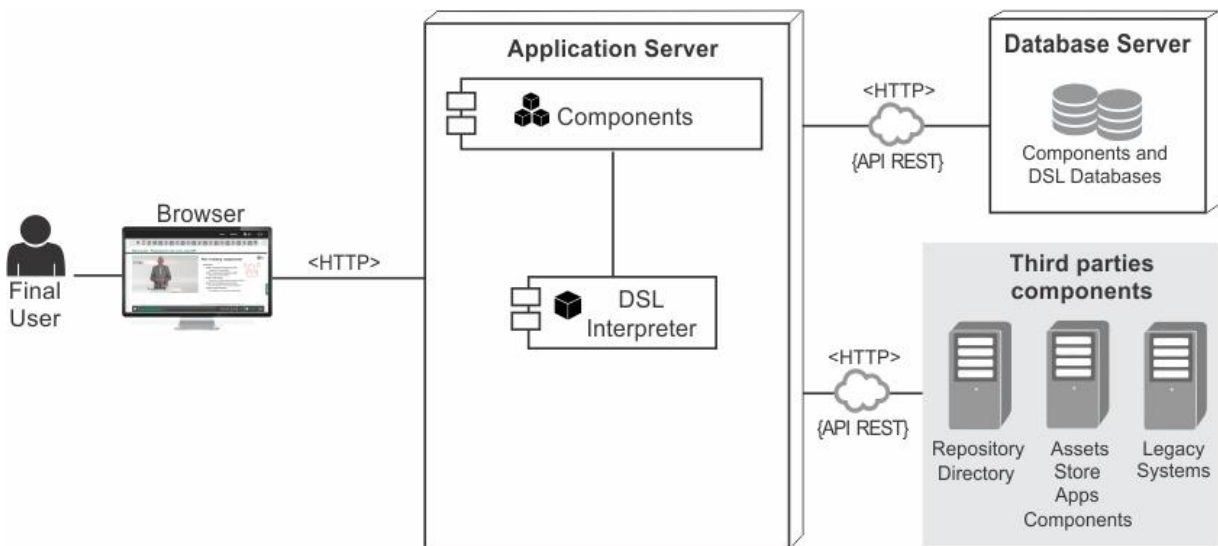 Final
User
Browser
<HTTP>
Application Server
Components
DSL
Interpreter
<HTTP>
{API REST}
Database Server
Components and
DSL Databases
<HTTP>
{API REST}
Third parties
components
Repository
Directory
Assets
Store
Apps
Components
Legacy
Systems